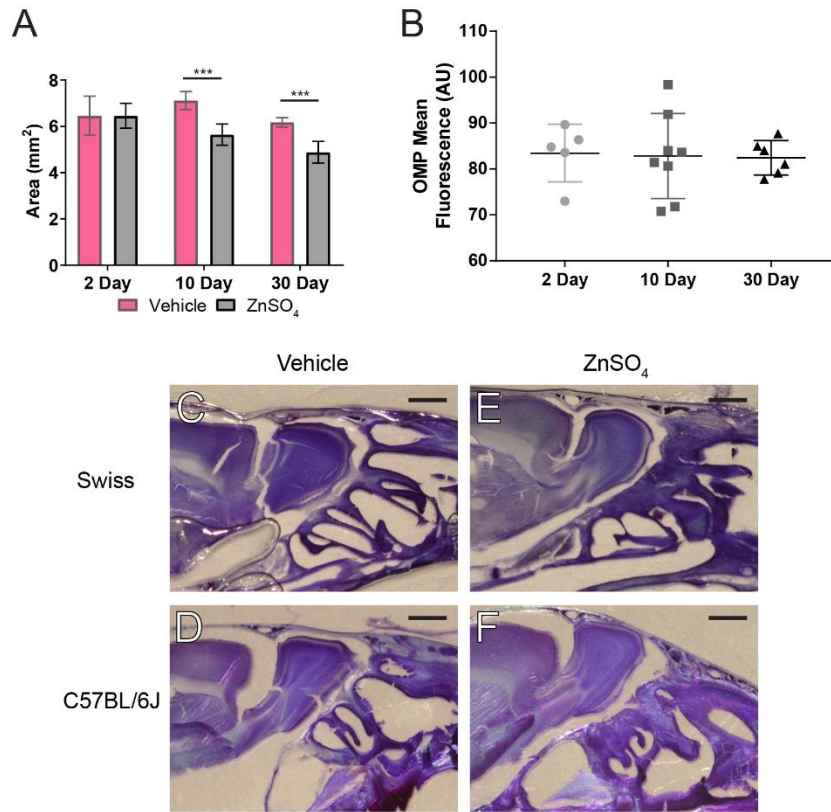 A
B
8
6
4
2
0
Area (mm²)
***
***
2 Day
10 Day
30 Day
Vehicle
ZnSO₄
110
100
90
80
70
60
OMP Mean
Fluorescence (AU)
2 Day
10 Day
30 Day
Vehicle
ZnSO₄
Swiss
C
E
C57BL/6J
D
F